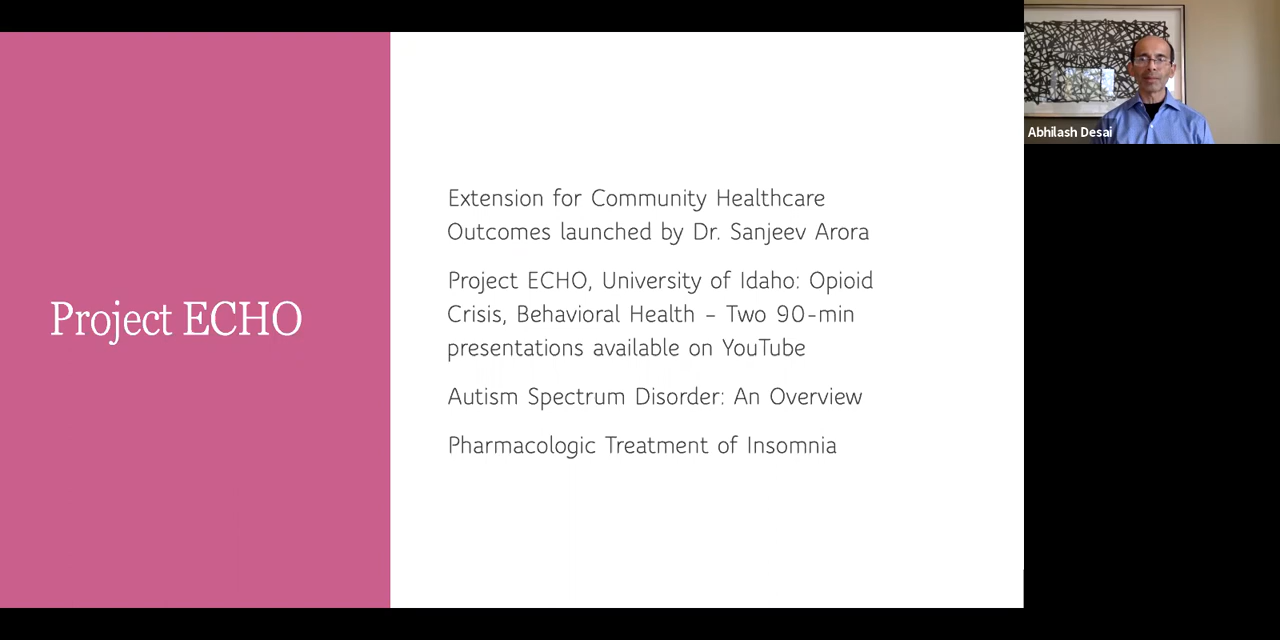 Project ECHO
Extension for Community Healthcare
Outcomes launched by Dr. Sanjeev Arora
Project ECHO, University of Idaho: Opioid
Crisis, Behavioral Health – Two 90-min
presentations available on YouTube
Autism Spectrum Disorder: An Overview
Pharmacologic Treatment of Insomnia
Abhilash Desai